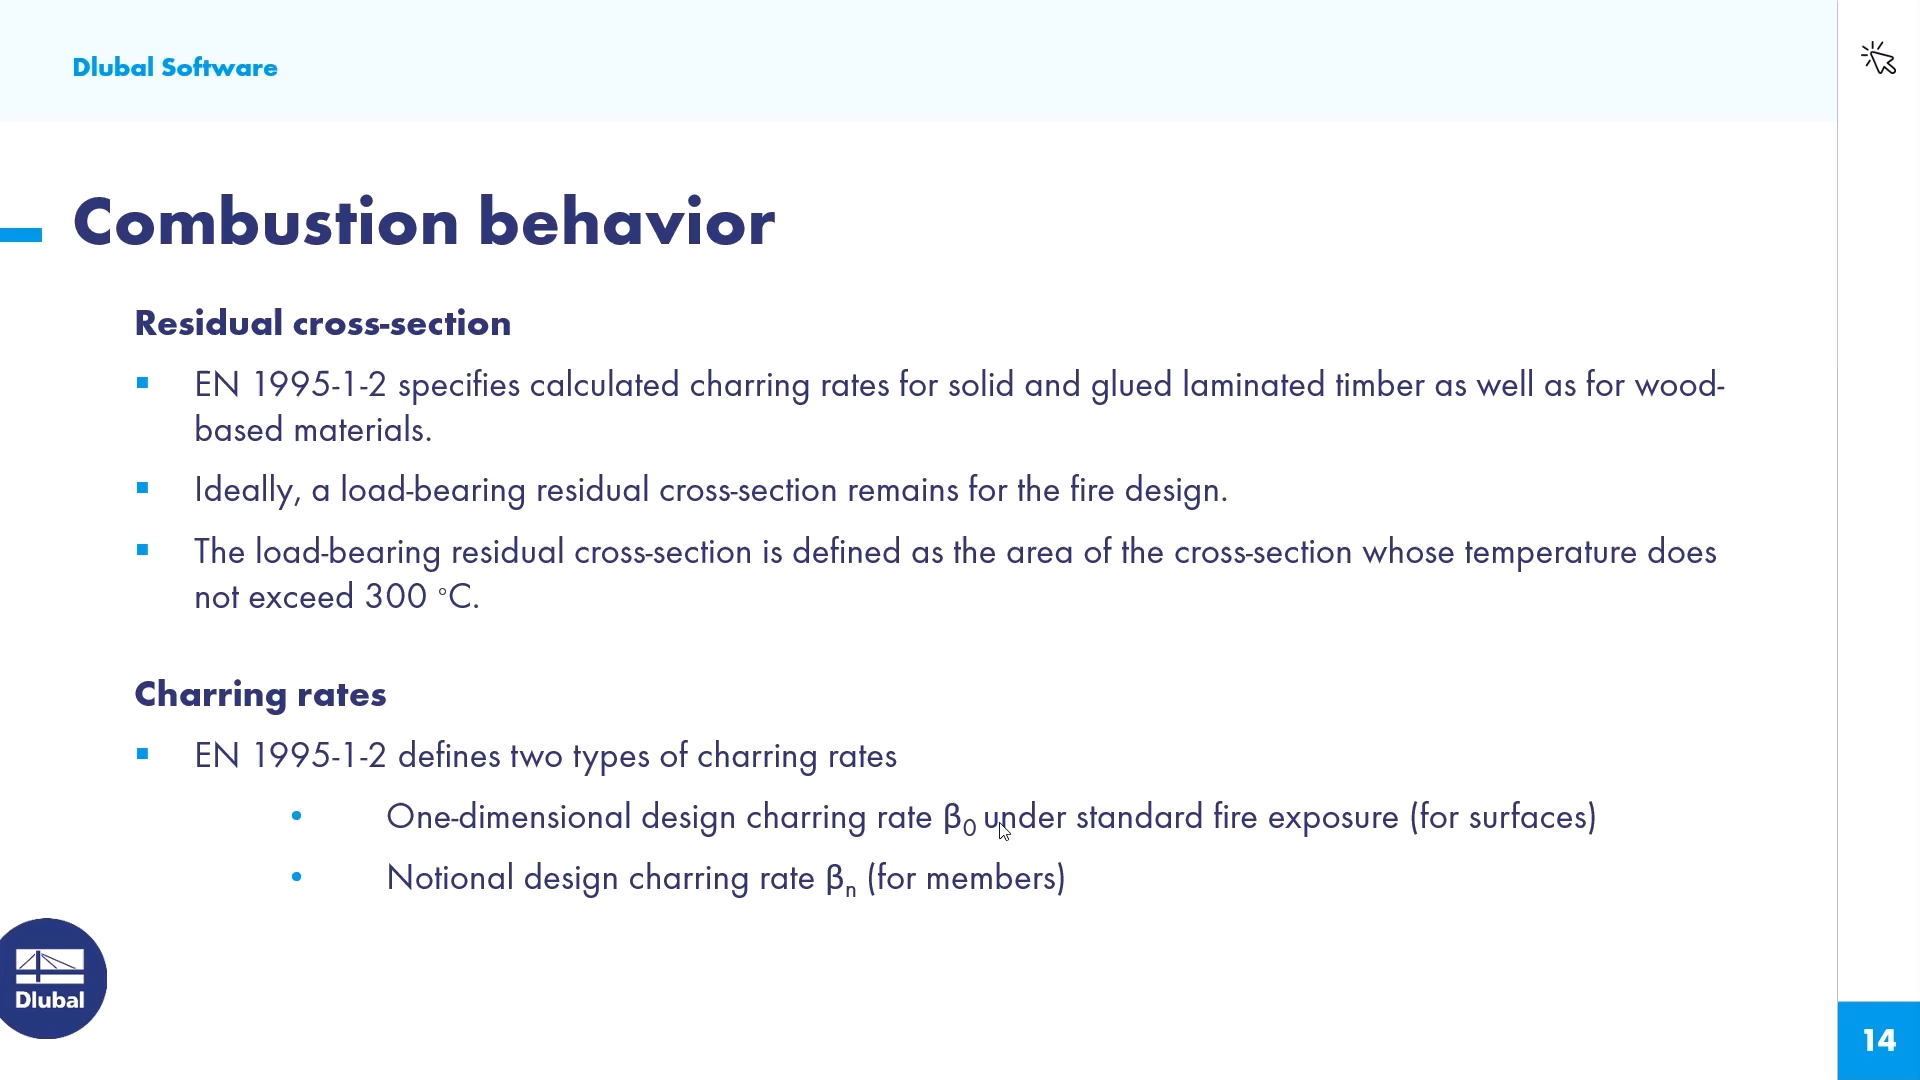 Dlubal Software
Combustion behavior
Residual cross-section
▪ EN 1995-1-2 specifies calculated charring rates for solid and glued laminated timber as well as for wood-
based materials.
▪ Ideally, a load-bearing residual cross-section remains for the fire design.
▪ The load-bearing residual cross-section is defined as the area of the cross-section whose temperature does
not exceed 300 °C.
Charring rates
▪ EN 1995-1-2 defines two types of charring rates
• One-dimensional design charring rate β₀ under standard fire exposure (for surfaces)
• Notional design charring rate βₙ (for members)
Dlubal
14